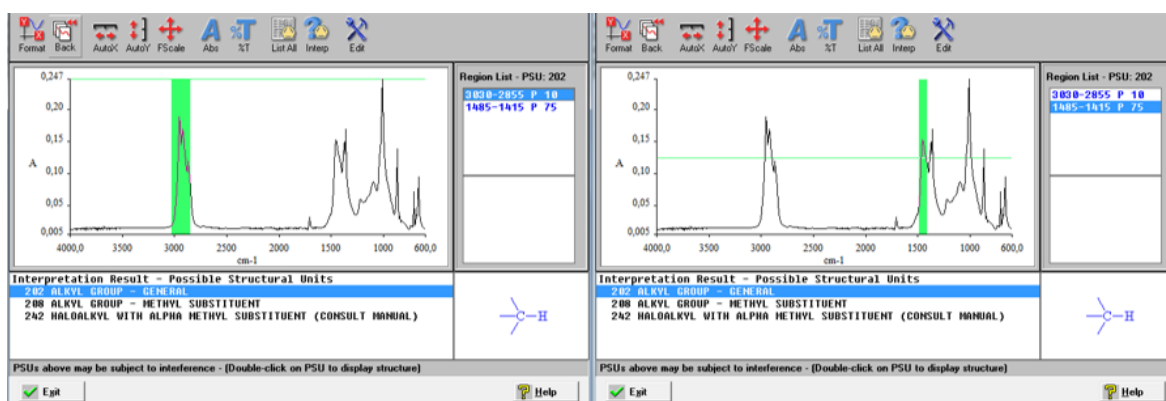 Format Back AutoX AutoY FScale Abs %T List All Interp Edit
Region List - PSU: 202
3030-2855 P 10
1485-1415 P 75
0,247
0,20
0,15
A
0,10
0,05
0,005
4000,0 3500 3000 2500 2000 1500 1000 600,0
cm-1
Interpretation Result - Possible Structural Units
202 ALKYL GROUP - GENERAL
208 ALKYL GROUP - METHYL SUBSTITUENT
242 HALOALKYL WITH ALPHA METHYL SUBSTITUENT (CONSULT MANUAL)
C-H
PSUs above may be subject to interference - (Double-click on PSU to display structure)
Exit Help
Format Back AutoX AutoY FScale Abs %T List All Interp Edit
Region List - PSU: 202
3030-2855 P 10
1485-1415 P 75
0,247
0,20
0,15
A
0,10
0,05
0,005
4000,0 3500 3000 2500 2000 1500 1000 600,0
cm-1
Interpretation Result - Possible Structural Units
202 ALKYL GROUP - GENERAL
208 ALKYL GROUP - METHYL SUBSTITUENT
242 HALOALKYL WITH ALPHA METHYL SUBSTITUENT (CONSULT MANUAL)
C-H
PSUs above may be subject to interference - (Double-click on PSU to display structure)
Exit Help